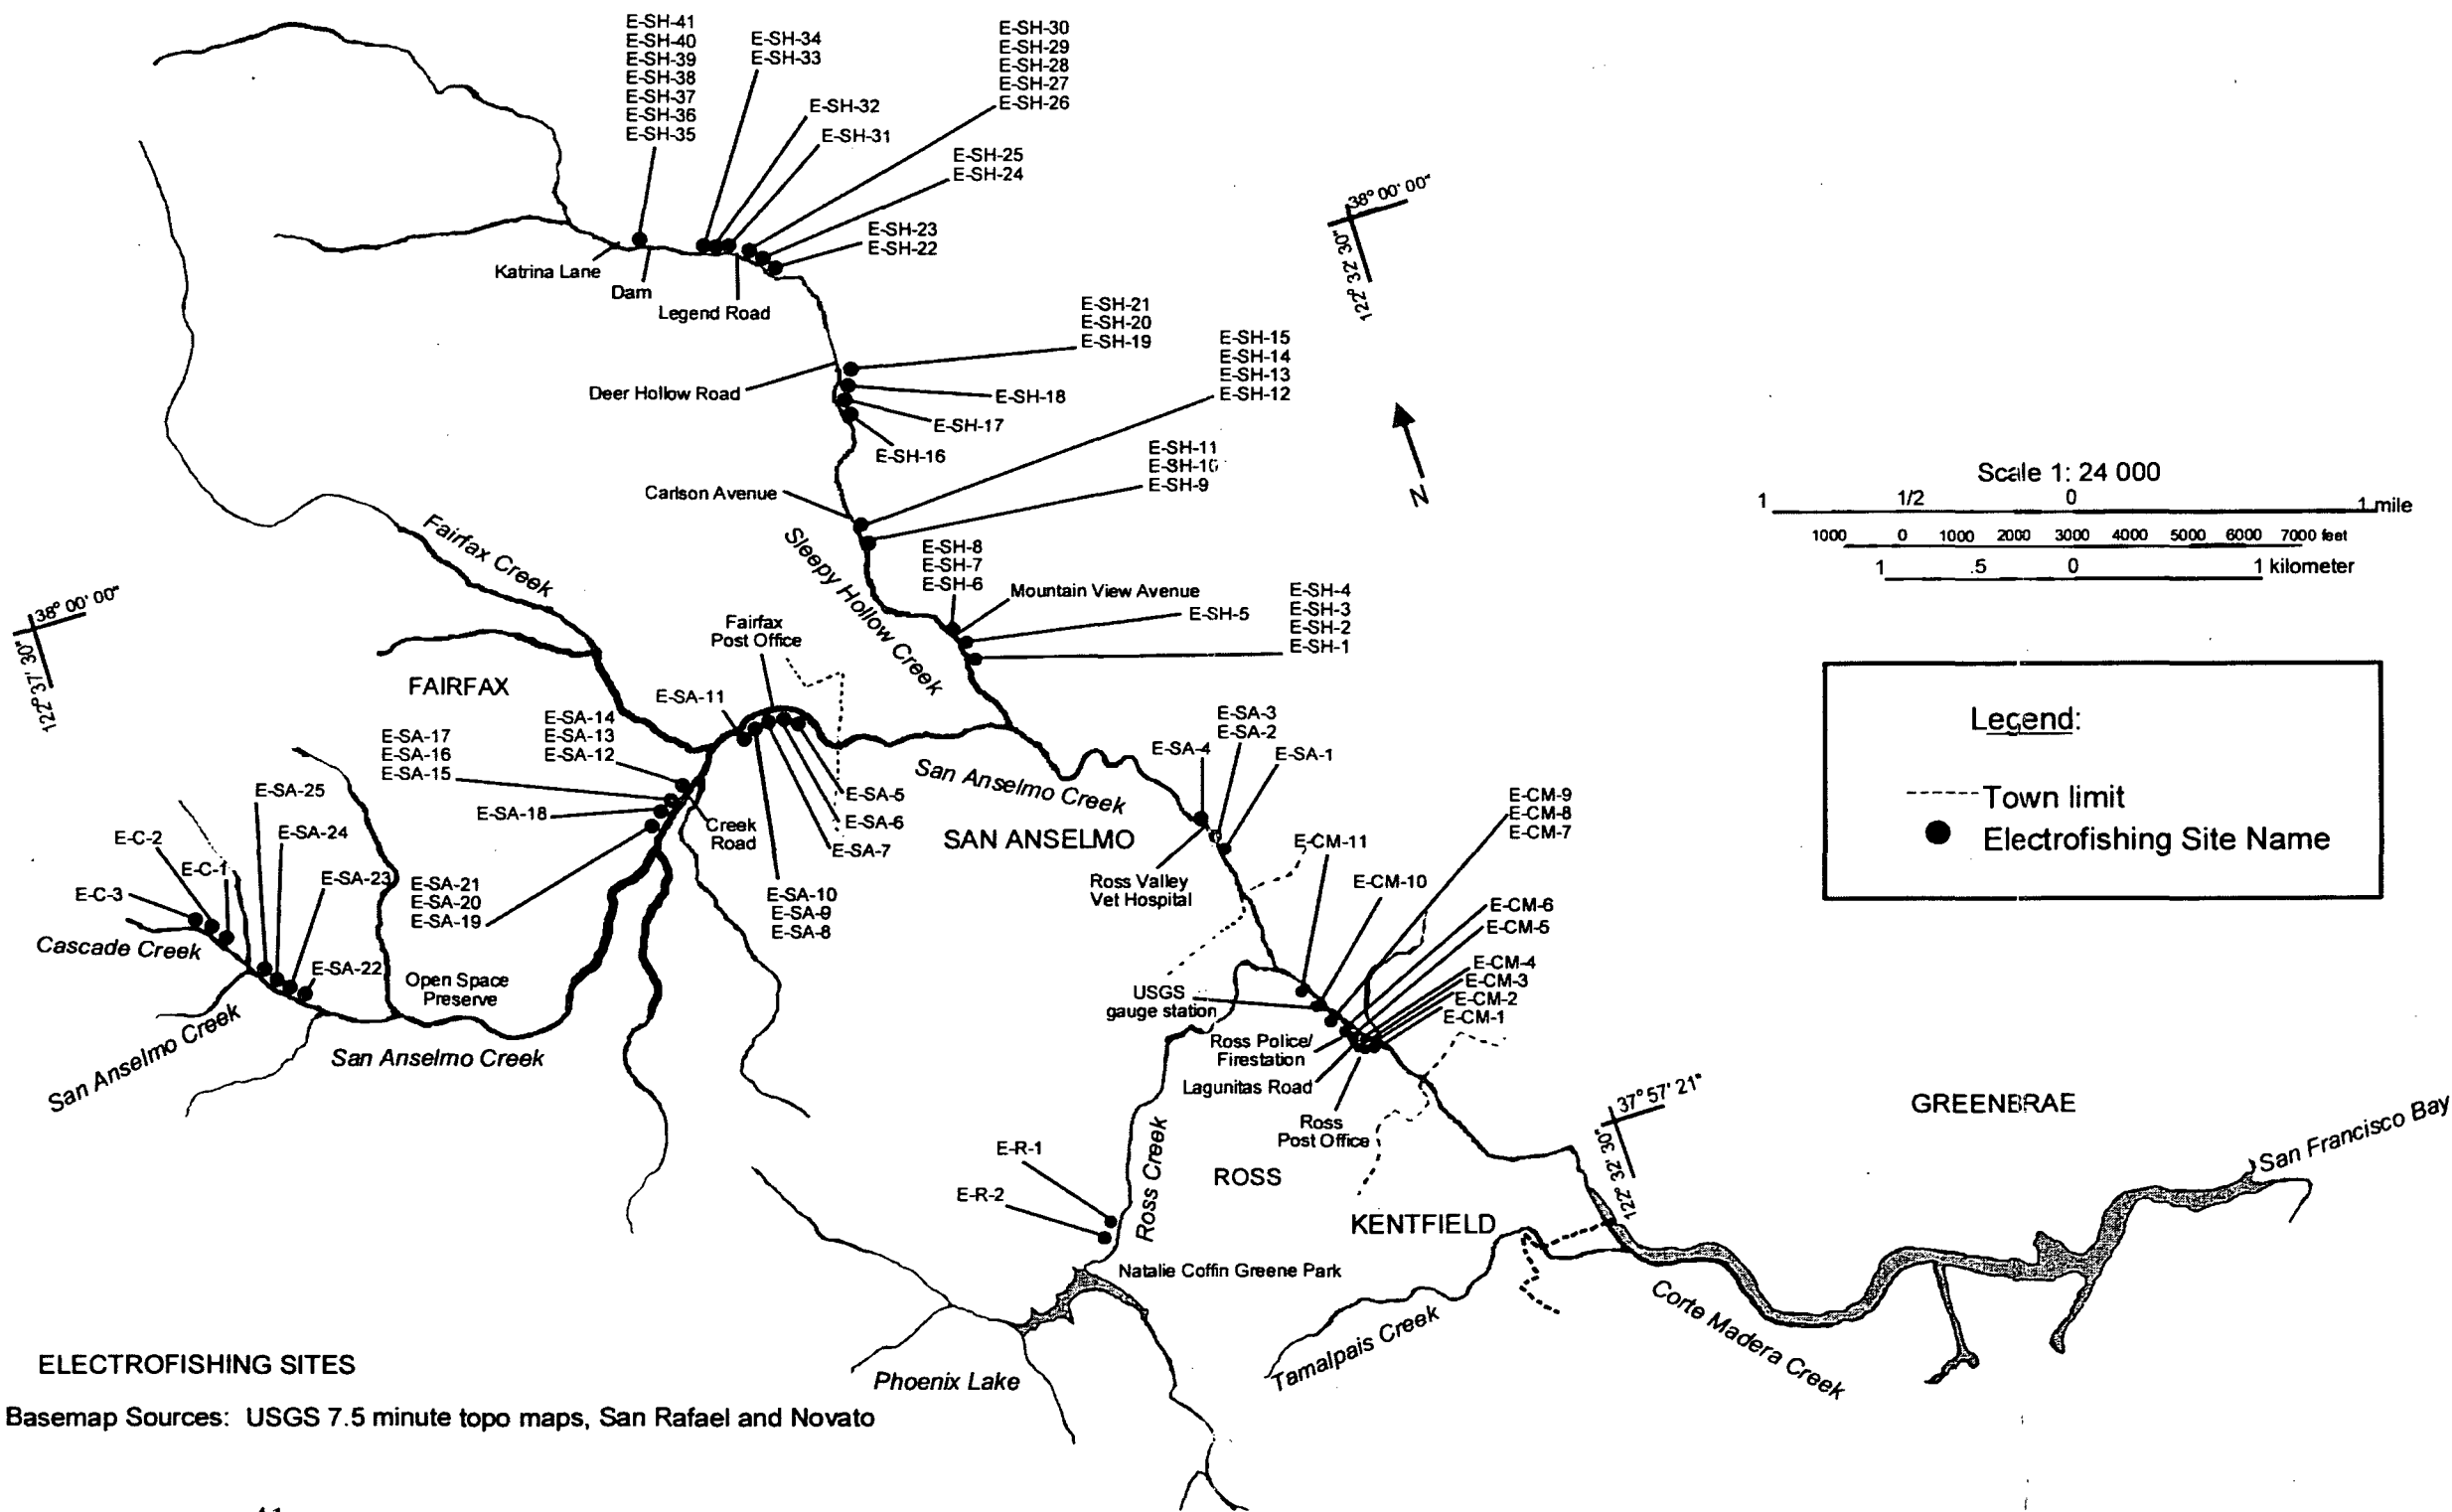 E-SH-41
E-SH-40
E-SH-39
E-SH-38
E-SH-37
E-SH-36
E-SH-35
E-SH-34
E-SH-33
E-SH-32
E-SH-31
E-SH-30
E-SH-29
E-SH-28
E-SH-27
E-SH-26
E-SH-25
E-SH-24
E-SH-23
E-SH-22
Katrina Lane
Dam
Legend Road
38° 00' 00"
122° 32' 30"
E-SH-21
E-SH-20
E-SH-19
Deer Hollow Road
E-SH-18
E-SH-17
E-SH-16
E-SH-15
E-SH-14
E-SH-13
E-SH-12
E-SH-11
E-SH-10
E-SH-9
Carlson Avenue
N
Scale 1: 24 000
1 1/2 0 1 mile
1000 0 1000 2000 3000 4000 5000 6000 7000 feet
1 .5 0 1 kilometer
Fairfax Creek
Sleepy Hollow Creek
E-SH-8
E-SH-7
E-SH-6
Mountain View Avenue
E-SH-5
E-SH-4
E-SH-3
E-SH-2
E-SH-1
38° 00' 00"
122° 37' 30"
Fairfax
Post Office
FAIRFAX
Legend:
Town limit
Electrofishing Site Name
E-SA-11
E-SA-14
E-SA-13
E-SA-12
E-SA-17
E-SA-16
E-SA-15
E-SA-18
Creek
Road
E-SA-5
E-SA-6
E-SA-7
E-SA-10
E-SA-9
E-SA-8
San Anselmo Creek
SAN ANSELMO
E-SA-3
E-SA-2
E-SA-4
E-SA-1
Ross Valley
Vet Hospital
E-SA-25
E-SA-24
E-SA-23
E-SA-22
E-C-2
E-C-1
E-C-3
Cascade Creek
E-SA-21
E-SA-20
E-SA-19
Open Space
Preserve
San Anselmo Creek
San Anselmo Creek
E-CM-9
E-CM-8
E-CM-7
E-CM-11
E-CM-10
E-CM-6
E-CM-5
E-CM-4
E-CM-3
E-CM-2
E-CM-1
USGS
gauge station
Ross Police/
Firestation
Lagunitas Road
Ross
Post Office
37° 57' 21"
122° 32' 30"
GREENBRAE
San Francisco Bay
E-R-1
E-R-2
Ross Creek
ROSS
KENTFIELD
Natalie Coffin Greene Park
Tamalpais Creek
Corte Madera Creek
Phoenix Lake
ELECTROFISHING SITES
Basemap Sources: USGS 7.5 minute topo maps, San Rafael and Novato